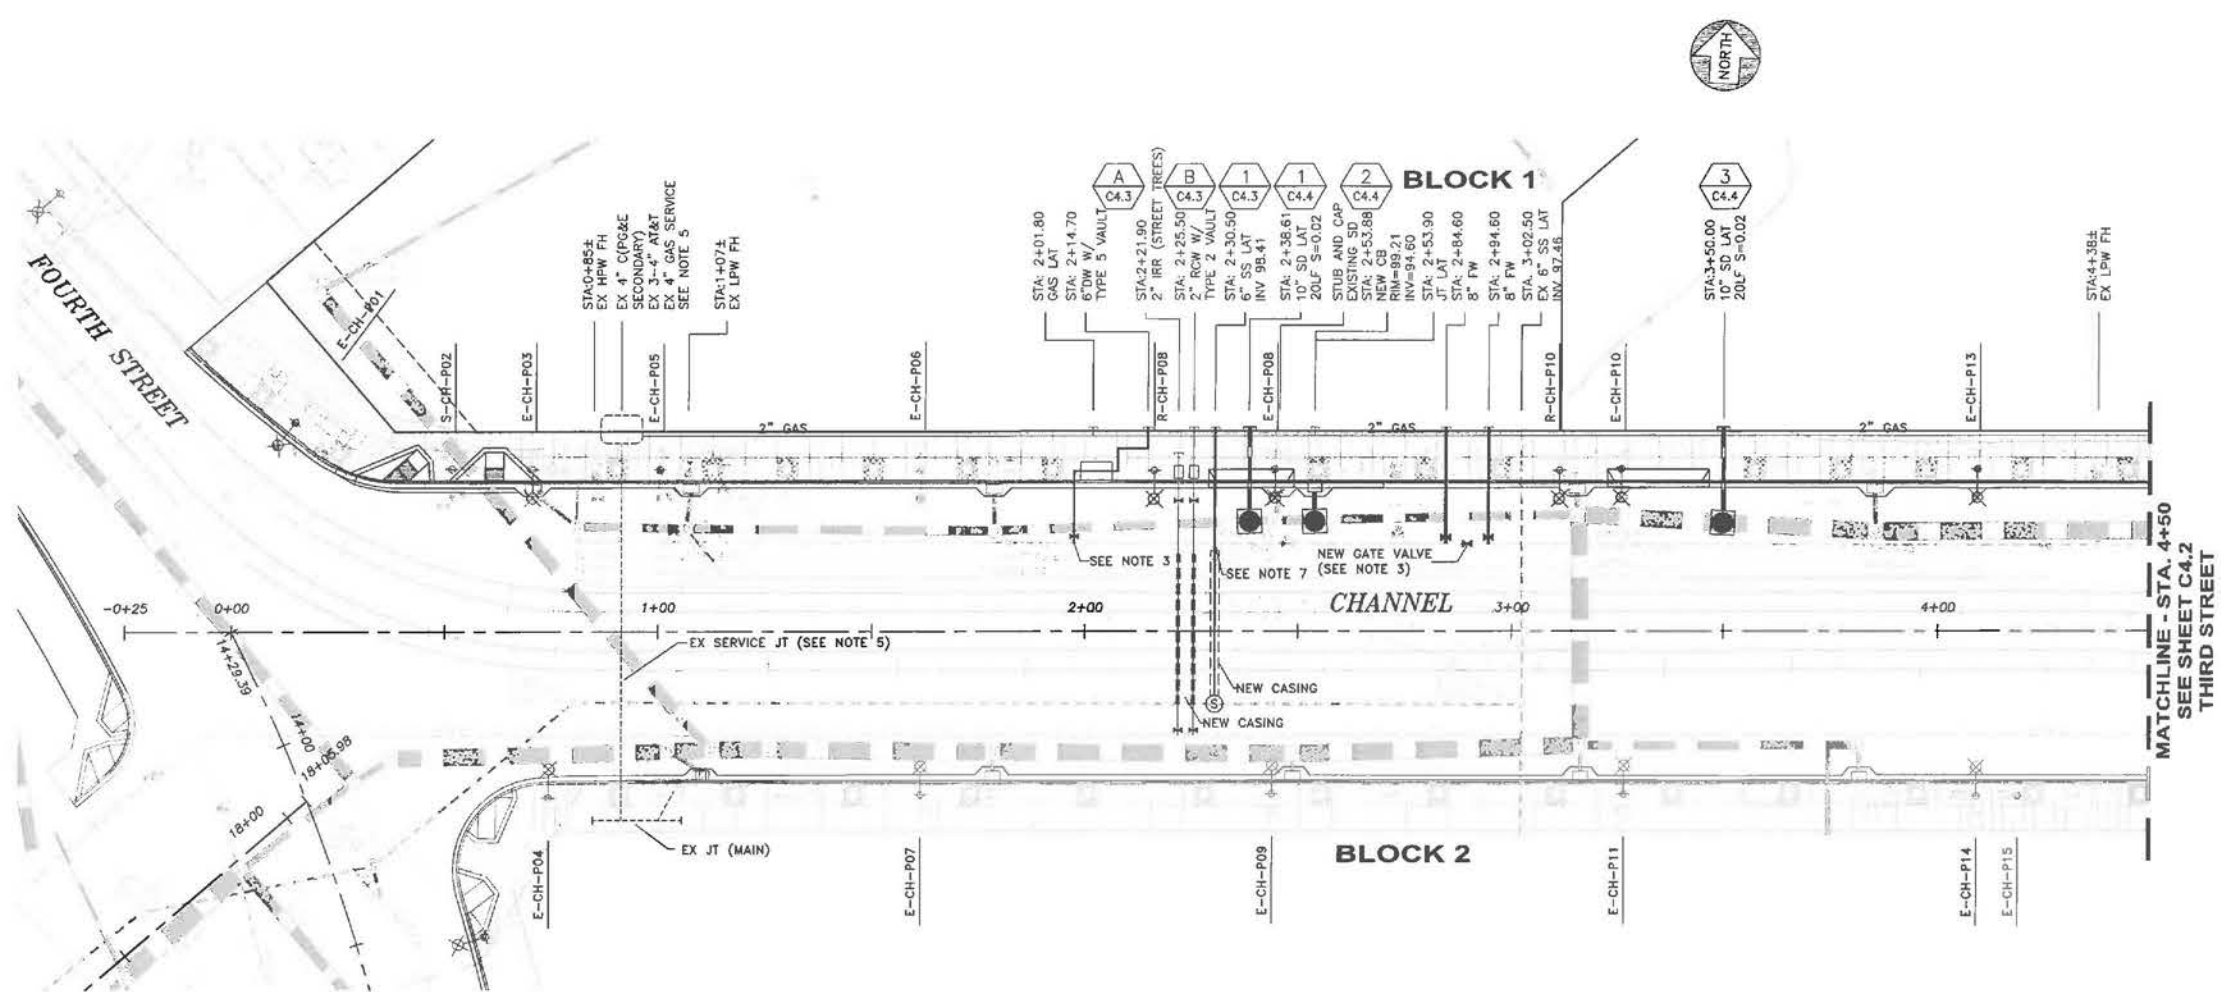 NORTH
BLOCK 1
A
C4.3
B
C4.3
1
C4.3
1
C4.4
2
C4.4
3
C4.4
FOURTH STREET
E-CH-P01
S-CH-P02
E-CH-P03
STA:0+85±
EX HPW FH
EX 4" C(PG&E
SECONDARY)
EX 3-4" AT&T
EX 4" GAS SERVICE
SEE NOTE 5
E-CH-P05
STA:1+07±
EX LPW FH
E-CH-P06
STA: 2+01.80
GAS LAT
STA: 2+14.70
6"DW W/
TYPE 5 VAULT
R-CH-P08
STA:2+21.90
2" IRR (STREET TREES)
STA: 2+25.50
2" RCW W/
TYPE 2 VAULT
STA: 2+30.50
6" SS LAT
INV 98.41
E-CH-P08
STA: 2+38.61
10" SD LAT
20LF S=0.02
STUB AND CAP
EXISTING SD
STA: 2+53.88
NEW CB
RIM=99.21
INV=94.60
STA: 2+53.90
JT LAT
STA: 2+84.60
8" FW
STA: 2+94.60
8" FW
STA. 3+02.50
EX 6" SS LAT
INV 97.46
R-CH-P10
E-CH-P10
STA:3+50.00
10" SD LAT
20LF S=0.02
E-CH-P13
STA:4+38±
EX LPW FH
2" GAS
2" GAS
2" GAS
SEE NOTE 3
SEE NOTE 7
NEW GATE VALVE
(SEE NOTE 3)
CHANNEL
-0+25
0+00
1+00
2+00
3+00
4+00
14+29.39
EX SERVICE JT (SEE NOTE 5)
NEW CASING
NEW CASING
14+00
18+05.98
18+00
EX JT (MAIN)
BLOCK 2
E-CH-P04
E-CH-P07
E-CH-P09
E-CH-P11
E-CH-P14
E-CH-P15
MATCHLINE - STA. 4+50
SEE SHEET C4.2
THIRD STREET